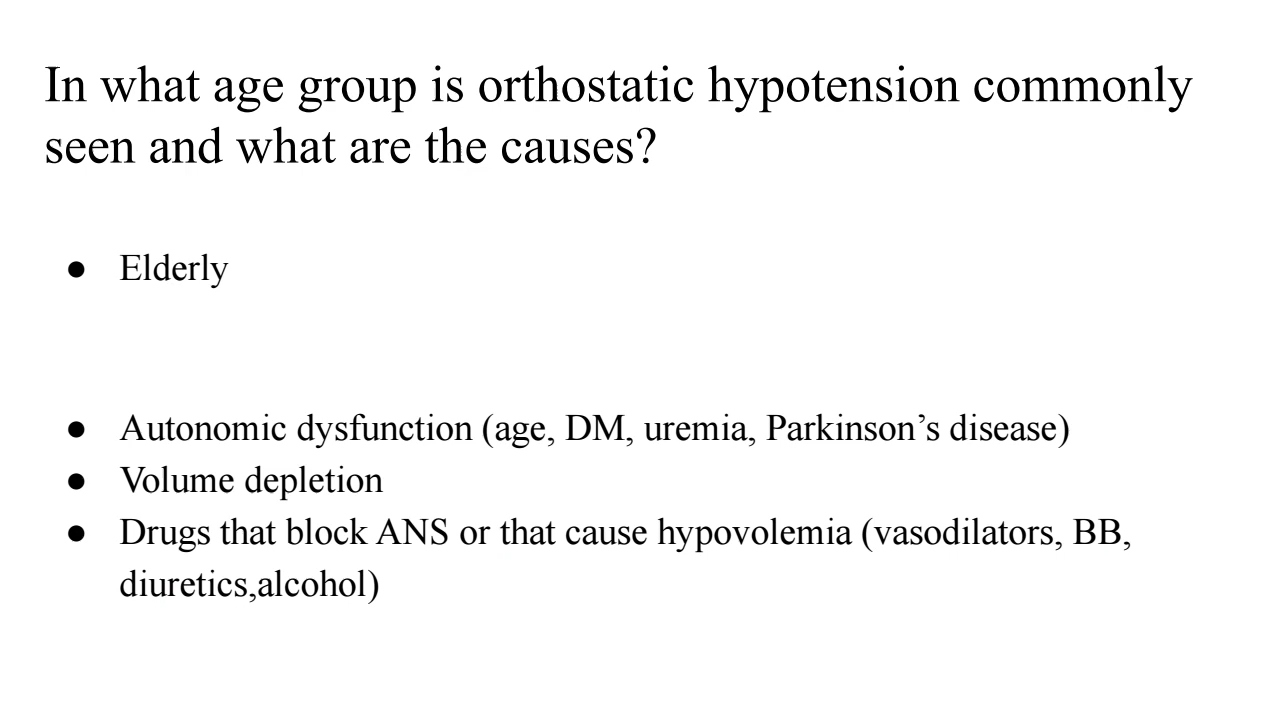 In what age group is orthostatic hypotension commonly
seen and what are the causes?
● Elderly
● Autonomic dysfunction (age, DM, uremia, Parkinson’s disease)
● Volume depletion
● Drugs that block ANS or that cause hypovolemia (vasodilators, BB,
diuretics,alcohol)